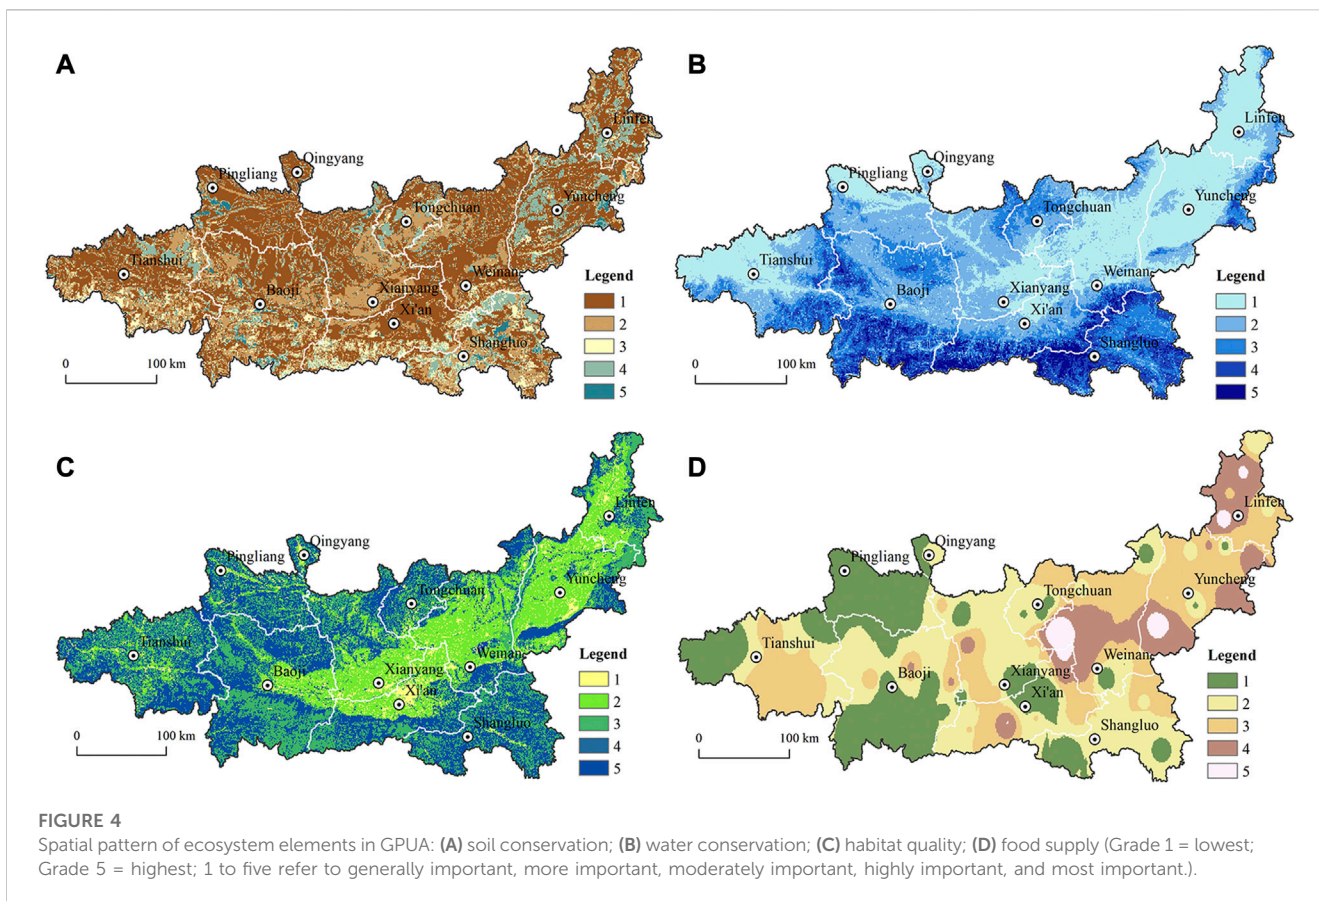 A
Linfen
Qingyang
Pingliang
Yuncheng
Tongchuan
Tianshui
Weinan
Baoji
Xianyang
Xi'an
Shangluo
0 100 km
Legend
1
2
3
4
5
B
Linfen
Qingyang
Pingliang
Yuncheng
Tongchuan
Tianshui
Weinan
Baoji
Xianyang
Xi'an
Shangluo
0 100 km
Legend
1
2
3
4
5
C
Linfen
Qingyang
Pingliang
Yuncheng
Tongchuan
Tianshui
Weinan
Baoji
Xianyang
Xi'an
Shangluo
0 100 km
Legend
1
2
3
4
5
D
Linfen
Qingyang
Pingliang
Yuncheng
Tongchuan
Tianshui
Weinan
Baoji
Xianyang
Xi'an
Shangluo
0 100 km
Legend
1
2
3
4
5
FIGURE 4
Spatial pattern of ecosystem elements in GPUA: (A) soil conservation; (B) water conservation; (C) habitat quality; (D) food supply (Grade 1 = lowest;
Grade 5 = highest; 1 to five refer to generally important, more important, moderately important, highly important, and most important.).